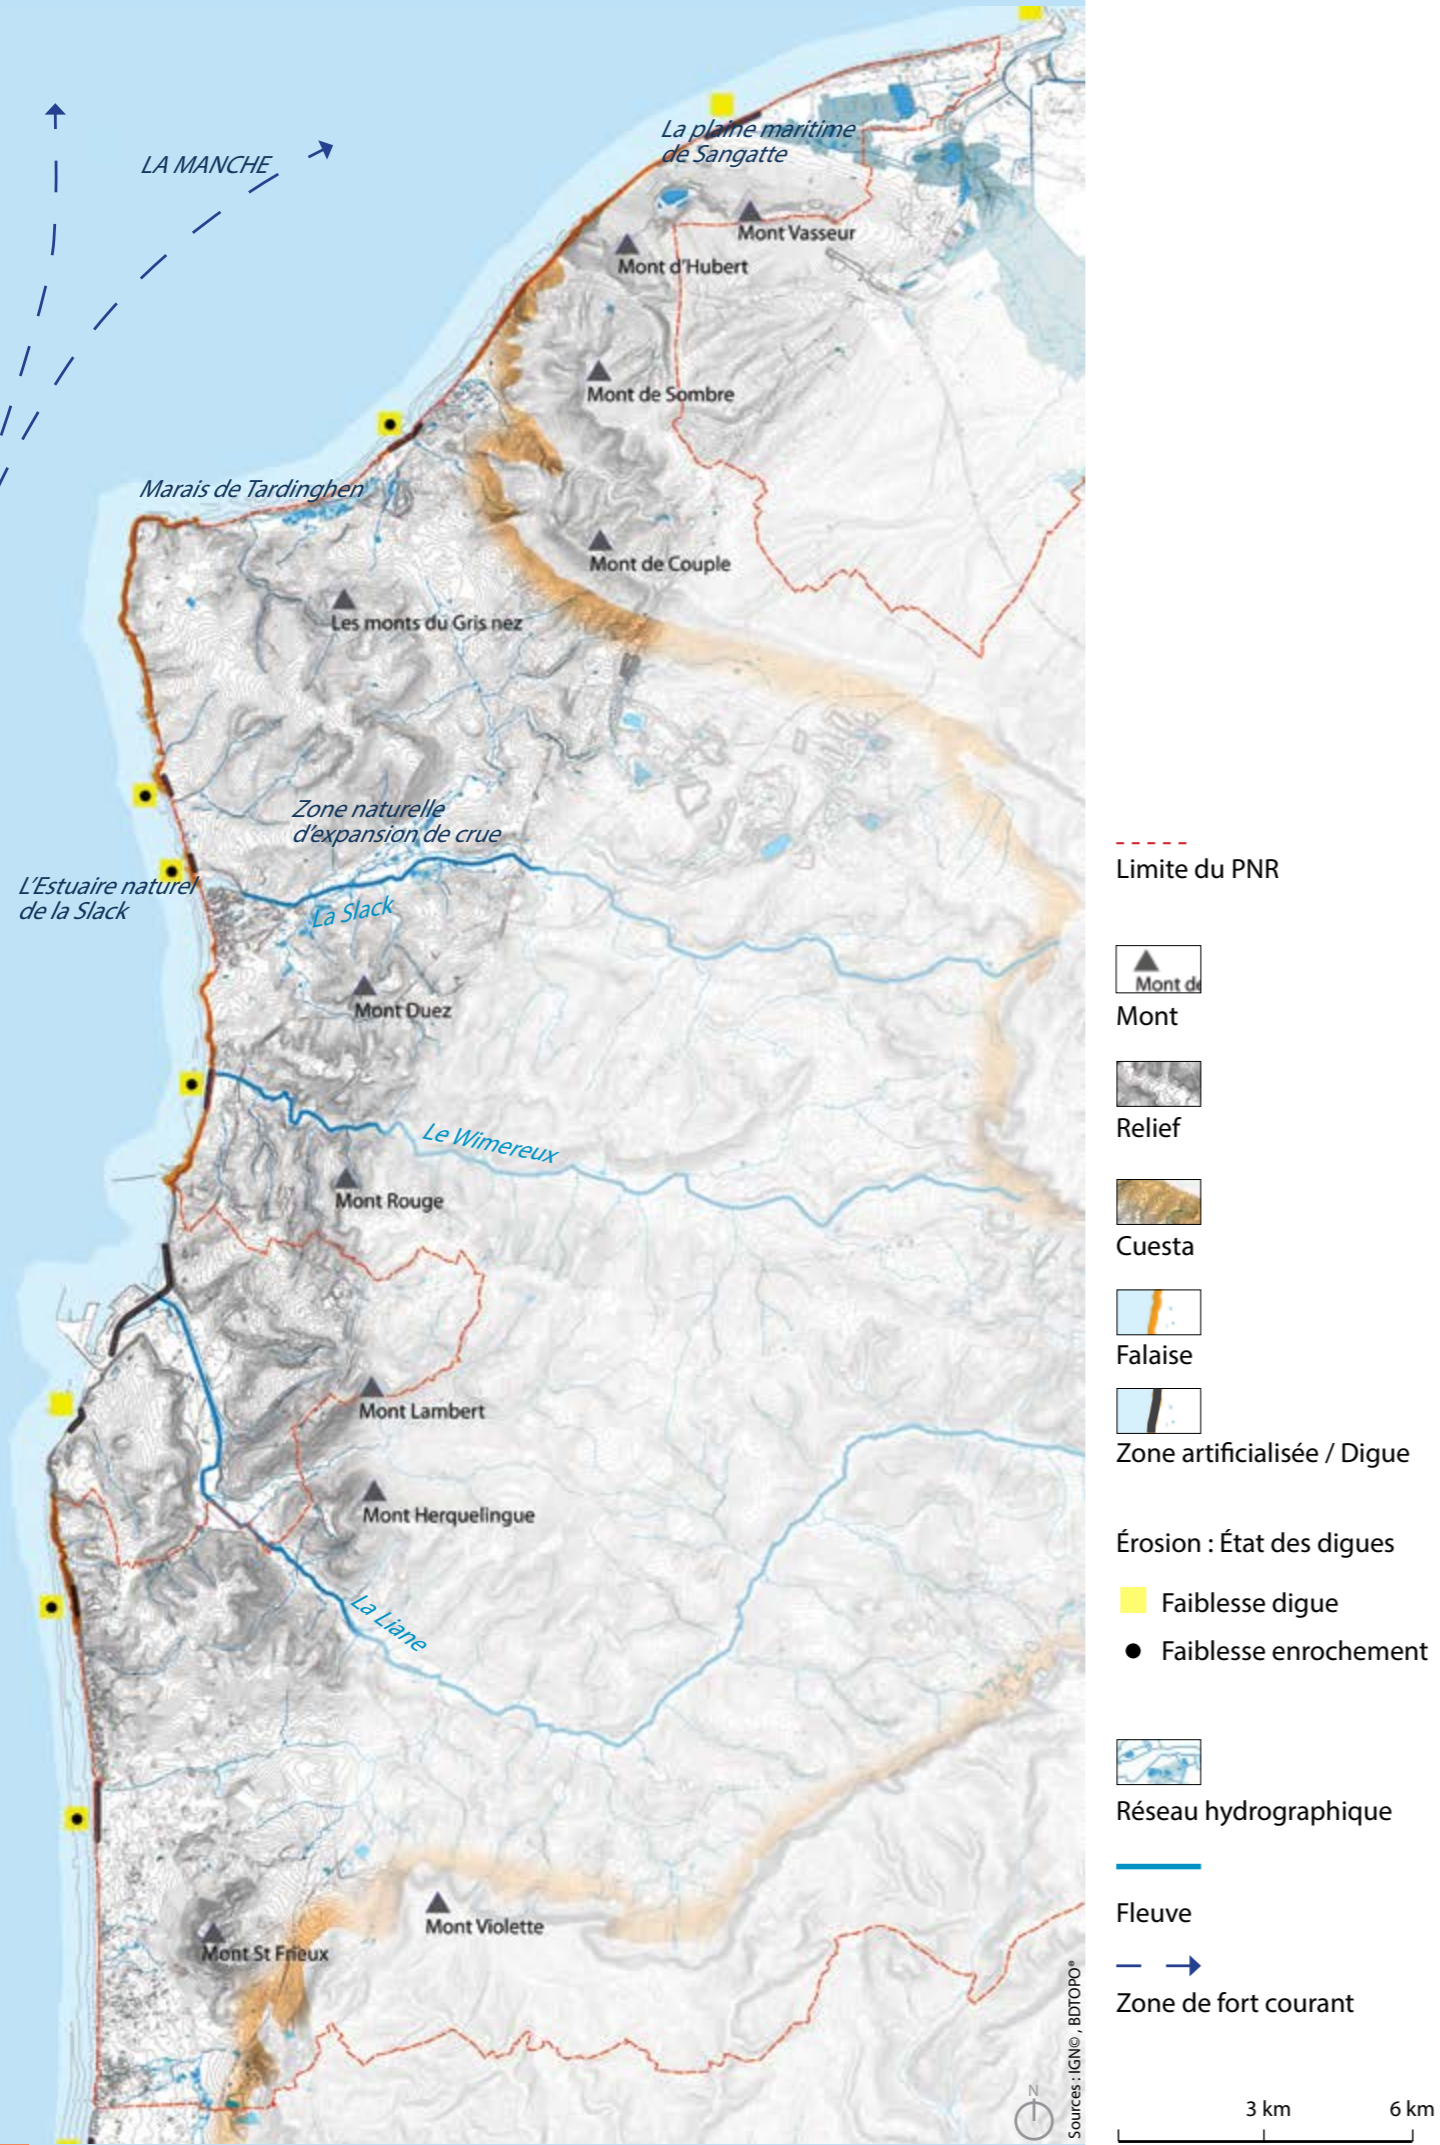 LA MANCHE
La plaine maritime
de Sangatte
Mont Vasseur
Mont d'Hubert
Mont de Sombre
Marais de Tardinghen
Mont de Couple
Les monts du Gris nez
Zone naturelle
d'expansion de crue
L'Estuaire naturel
de la Slack
La Slack
Mont Duez
Le Wimereux
Mont Rouge
Mont Lambert
Mont Herquelingue
La Liane
Mont Violette
Mont St Frieux
Sources : IGN© , BDTOPO®
N
Limite du PNR
Mont de
Mont
Relief
Cuesta
Falaise
Zone artificialisée / Digue
Érosion : État des digues
Faiblesse digue
Faiblesse enrochement
Réseau hydrographique
Fleuve
Zone de fort courant
3 km 6 km